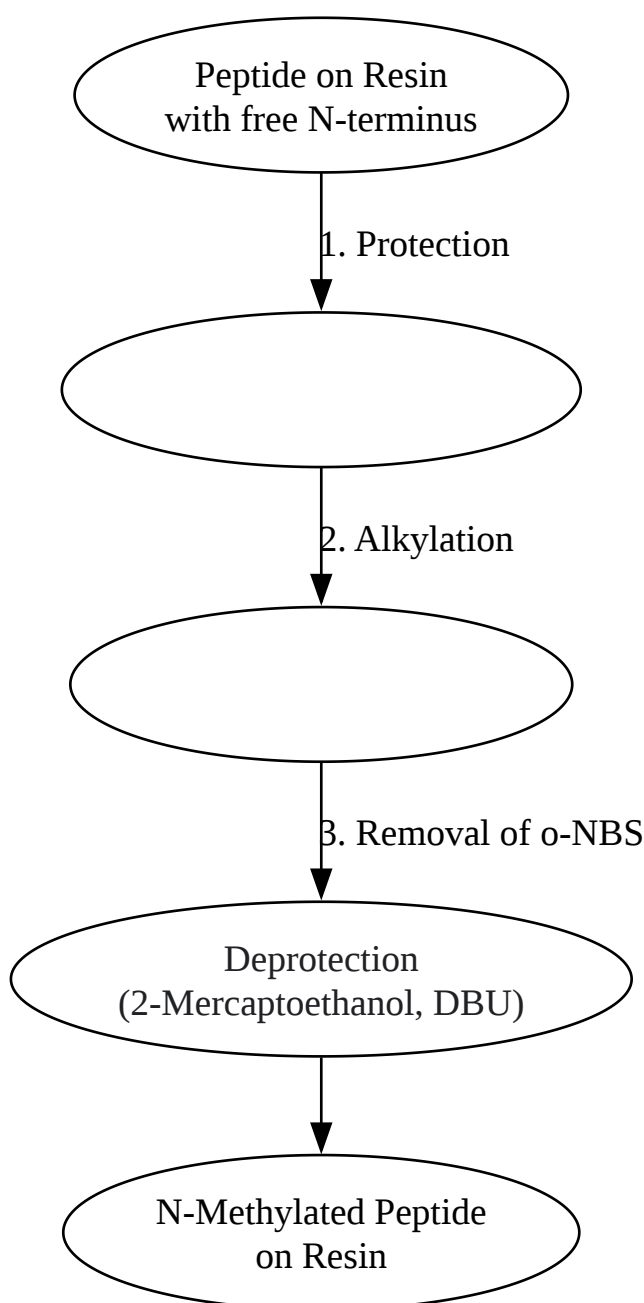 Peptide on Resin
with free N-terminus
1. Protection
2. Alkylation
3. Removal of o-NBS
Deprotection
(2-Mercaptoethanol, DBU)
N-Methylated Peptide
on Resin